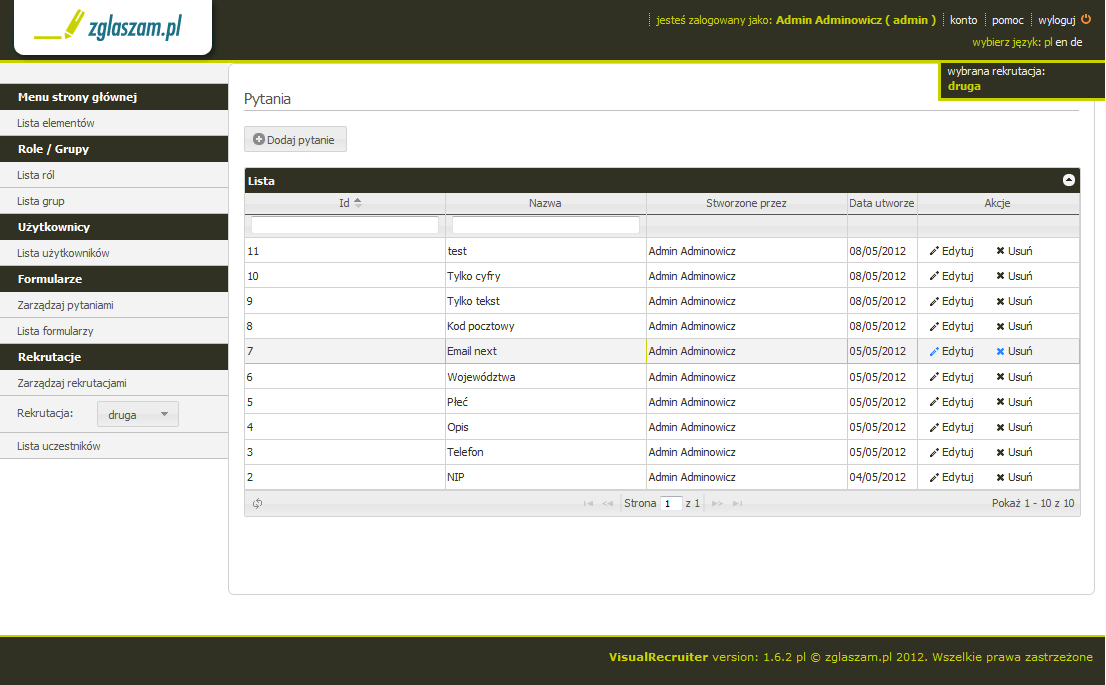 zglaszam.pl
jesteś zalogowany jako: Admin Adminowicz ( admin ) konto pomoc wyloguj
wybierz język: pl en de
wybrana rekrutacja:
druga
Menu strony głównej
Lista elementów
Role / Grupy
Lista ról
Lista grup
Użytkownicy
Lista użytkowników
Formularze
Zarządzaj pytaniami
Lista formularzy
Rekrutacje
Zarządzaj rekrutacjami
Rekrutacja: druga
Lista uczestników
Pytania
Dodaj pytanie
Lista
Id Nazwa Stworzone przez Data utworze Akcje
11 test Admin Adminowicz 08/05/2012 Edytuj Usuń
10 Tylko cyfry Admin Adminowicz 08/05/2012 Edytuj Usuń
9 Tylko tekst Admin Adminowicz 08/05/2012 Edytuj Usuń
8 Kod pocztowy Admin Adminowicz 08/05/2012 Edytuj Usuń
7 Email next Admin Adminowicz 05/05/2012 Edytuj Usuń
6 Województwa Admin Adminowicz 05/05/2012 Edytuj Usuń
5 Płeć Admin Adminowicz 05/05/2012 Edytuj Usuń
4 Opis Admin Adminowicz 05/05/2012 Edytuj Usuń
3 Telefon Admin Adminowicz 05/05/2012 Edytuj Usuń
2 NIP Admin Adminowicz 04/05/2012 Edytuj Usuń
Strona 1 z 1 Pokaż 1 - 10 z 10
VisualRecruiter version: 1.6.2 pl © zglaszam.pl 2012. Wszelkie prawa zastrzeżone